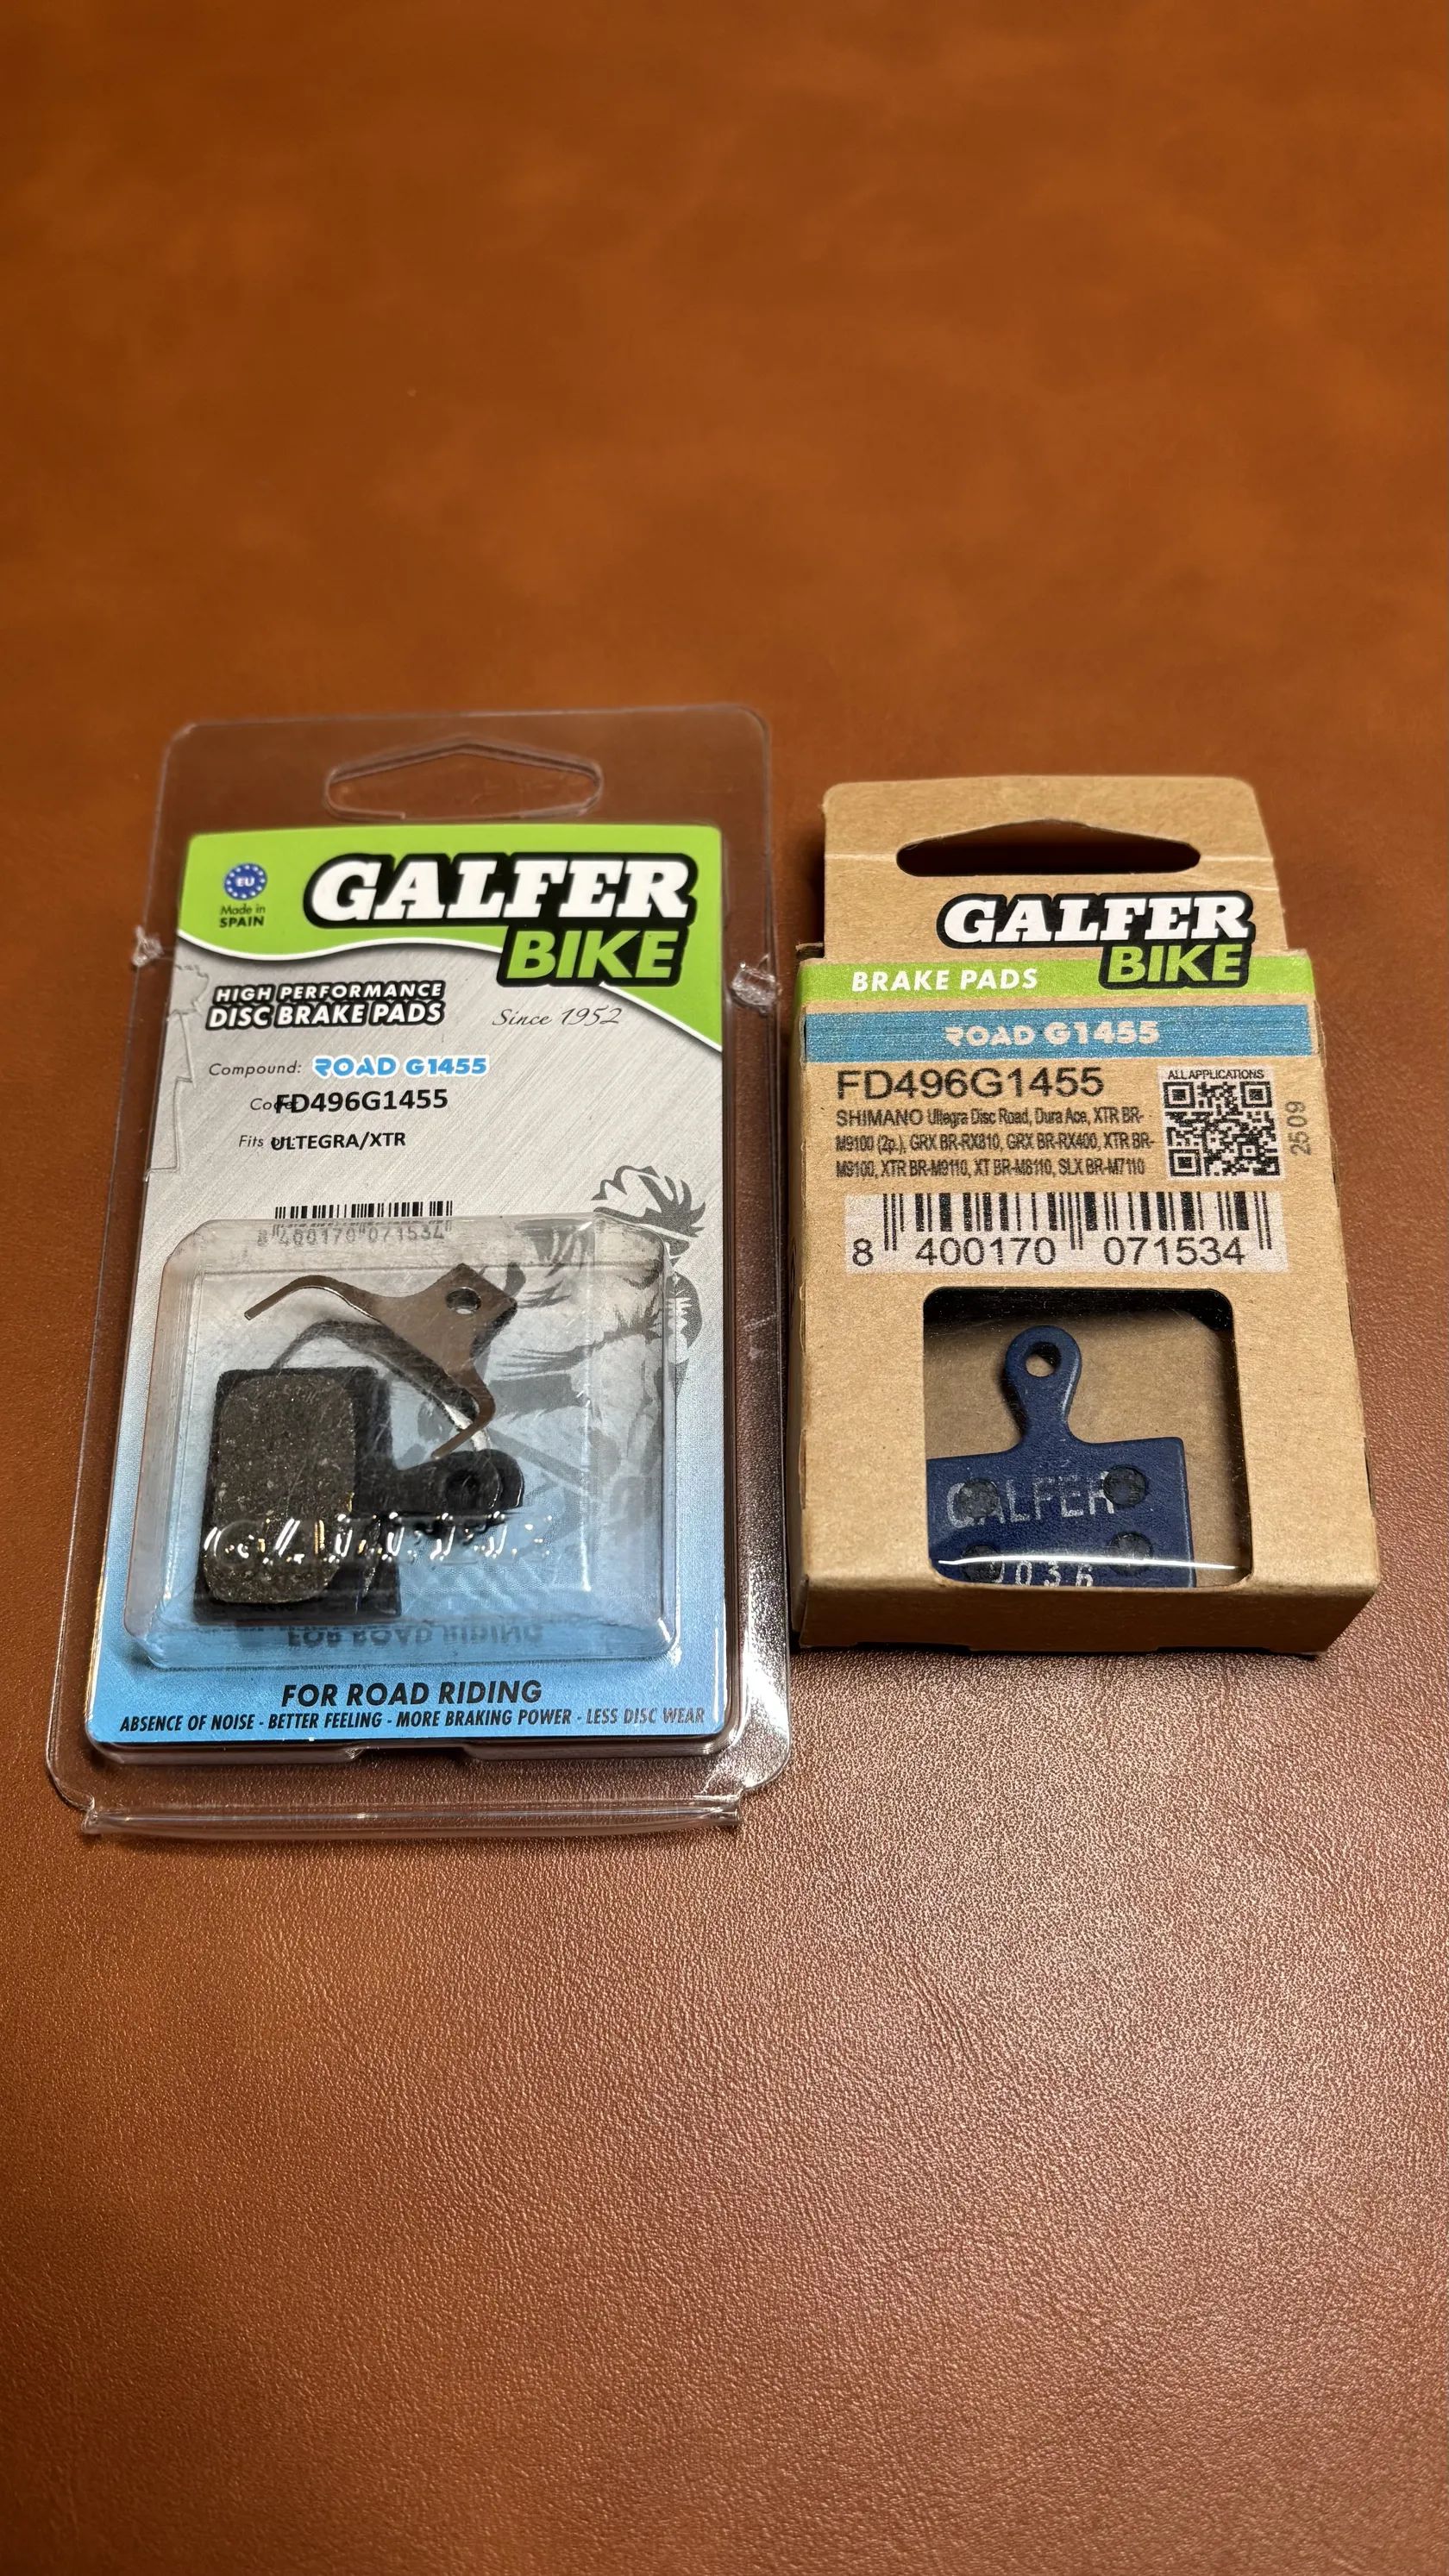 EU
Made in
SPAIN
GALFER
BIKE
HIGH PERFORMANCE
DISC BRAKE PADS
Since 1952
Compound: ROAD G1455
FD496G1455
Fits ULTEGRA/XTR
8 400170 071534
FOR ROAD RIDING
FOR ROAD RIDING
ABSENCE OF NOISE - BETTER FEELING - MORE BRAKING POWER - LESS DISC WEAR
GALFER
BIKE
BRAKE PADS
ROAD G1455
FD496G1455
ALL APPLICATIONS
SHIMANO Ultegra Disc Road, Dura Ace, XTR BR-
M9100 (2p.), GRX BR-RX810, GRX BR-RX400, XTR BR-
M9100, XTR BR-M9110, XT BR-M8110, SLX BR-M7110
2509
8 400170 071534
GALFER
9036